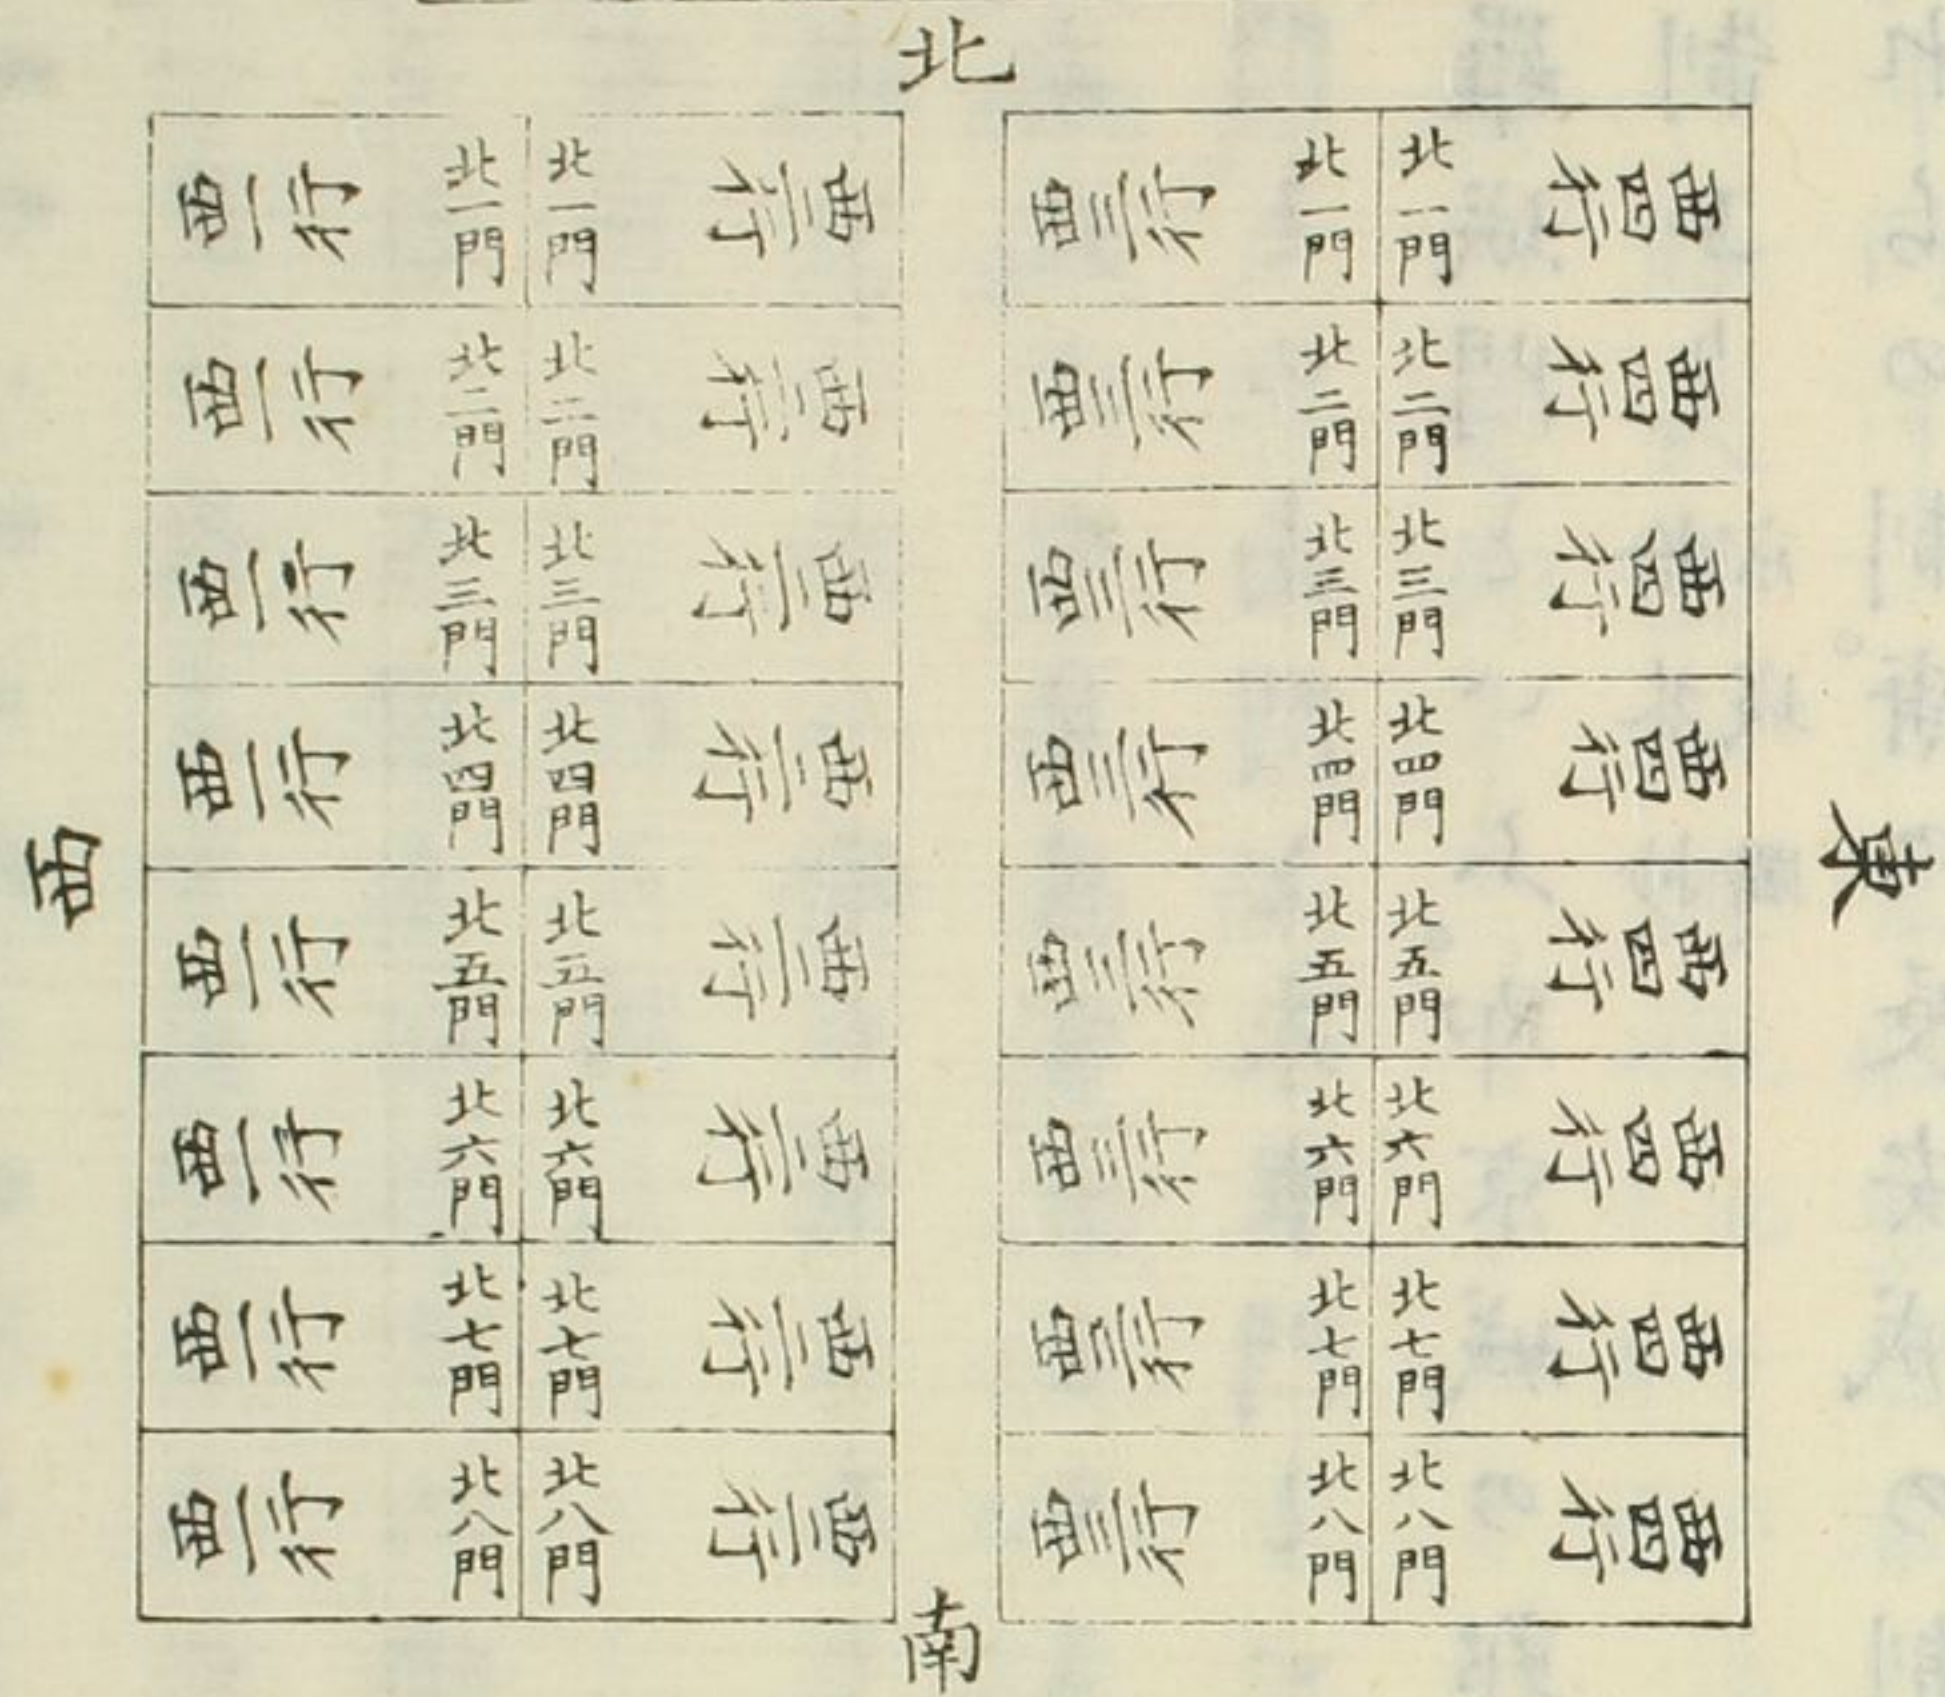 北
西一行 北一門 北一門 西二行 西三行 北一門 北一門 西四行
西一行 北二門 北二門 西二行 西三行 北二門 北二門 西四行
西一行 北三門 北三門 西二行 西三行 北三門 北三門 西四行
西一行 北四門 北四門 西二行 西三行 北四門 北四門 西四行
西一行 北五門 北五門 西二行 西三行 北五門 北五門 西四行
西一行 北六門 北六門 西二行 西三行 北六門 北六門 西四行
西一行 北七門 北七門 西二行 西三行 北七門 北七門 西四行
西一行 北八門 北八門 西二行 西三行 北八門 北八門 西四行
西
東
南